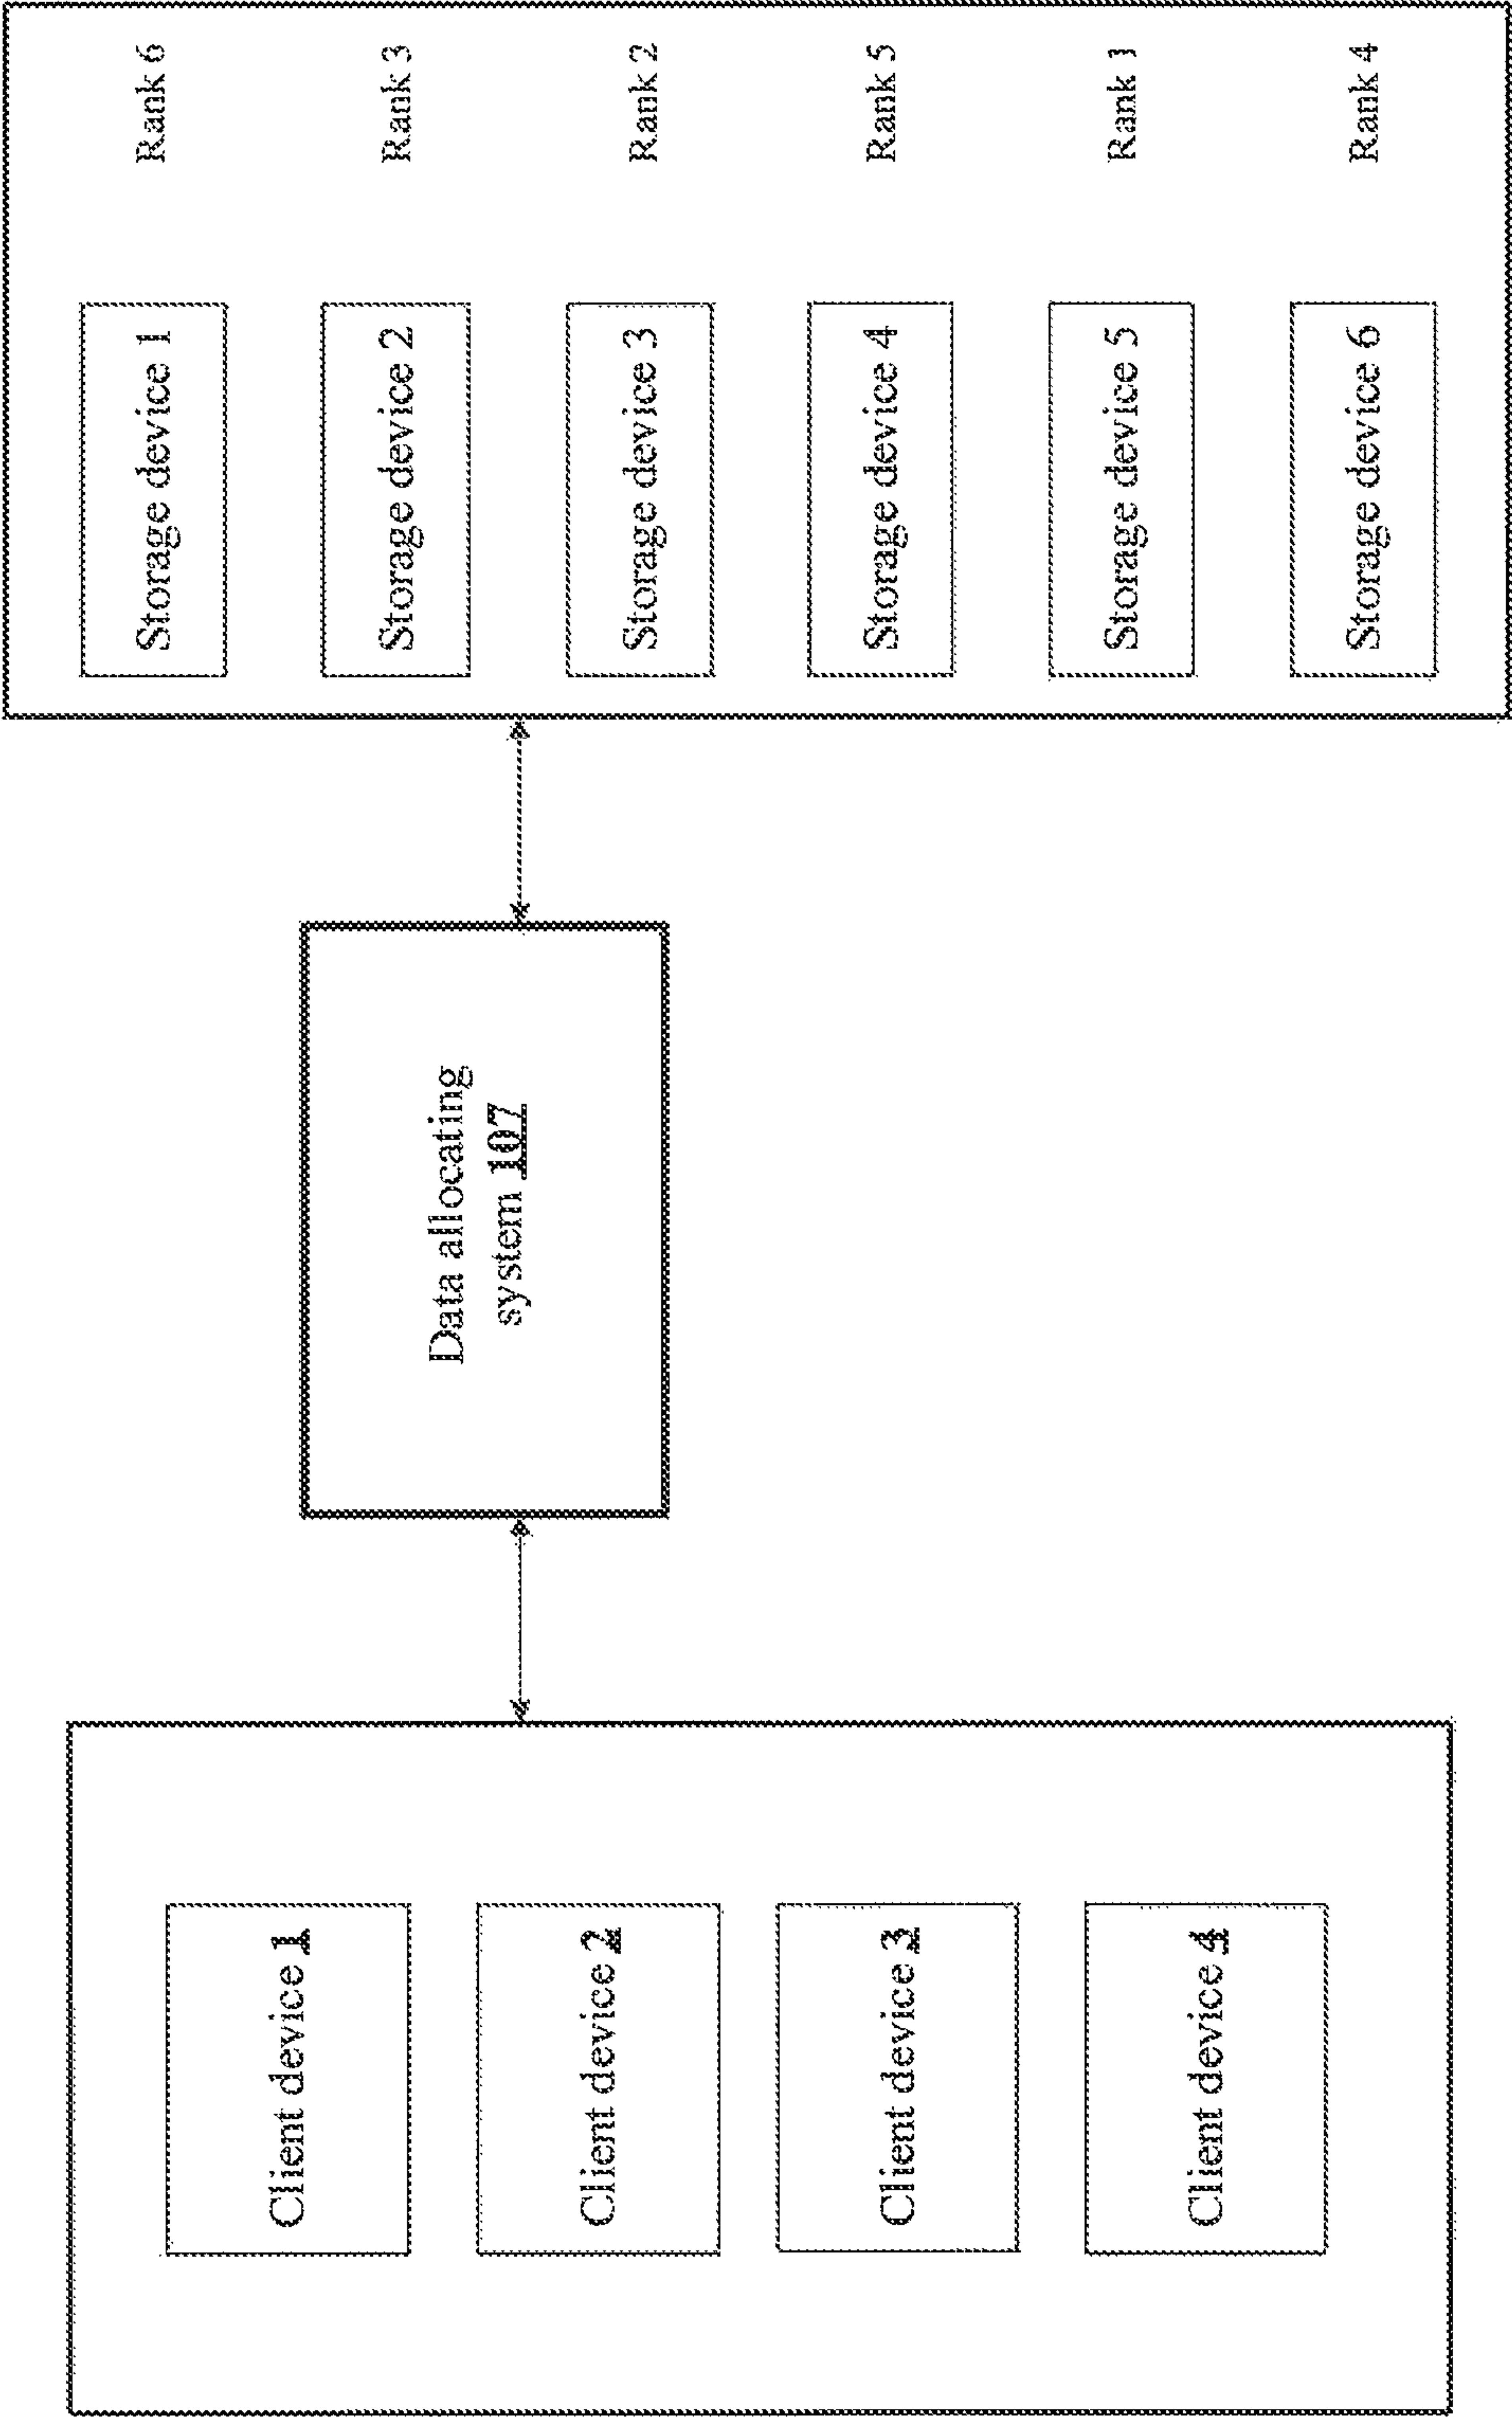 Client device 1
Client device 2
Client device 3
Client device 4
Data allocating
system 107
Storage device 1
Rank 6
Storage device 2
Rank 3
Storage device 3
Rank 2
Storage device 4
Rank 5
Storage device 5
Rank 1
Storage device 6
Rank 4